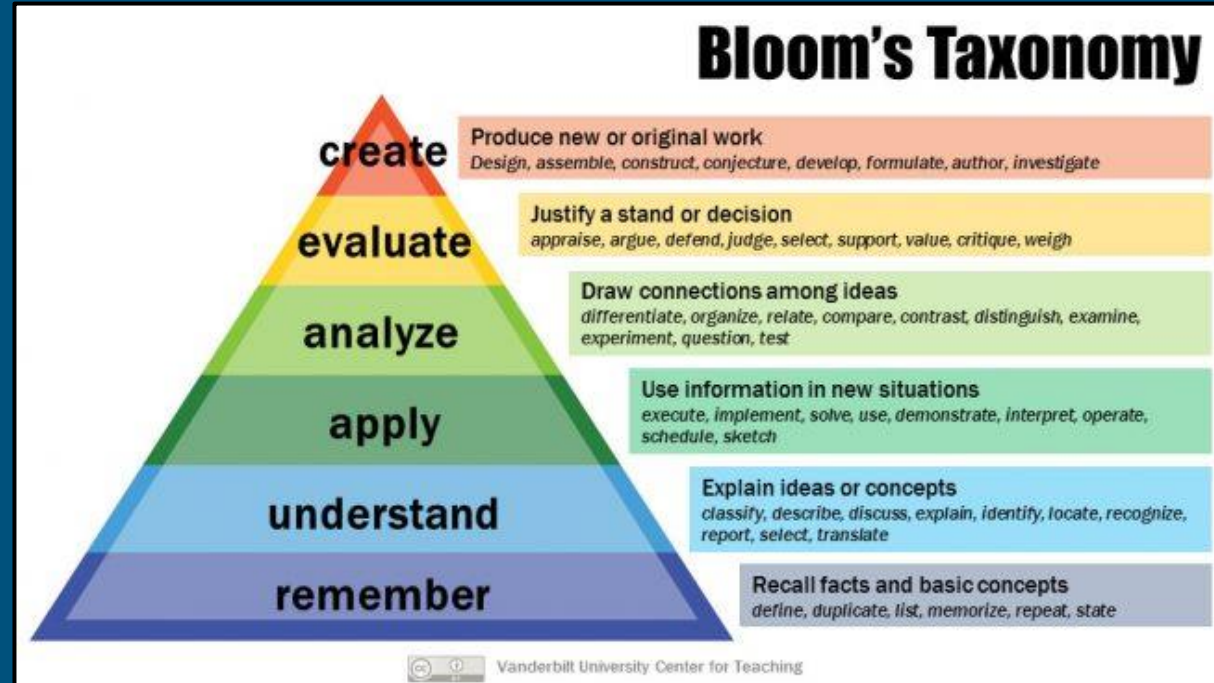 Bloom's Taxonomy
create
Produce new or original work
Design, assemble, construct, conjecture, develop, formulate, author, investigate
evaluate
Justify a stand or decision
appraise, argue, defend, judge, select, support, value, critique, weigh
analyze
Draw connections among ideas
differentiate, organize, relate, compare, contrast, distinguish, examine,
experiment, question, test
apply
Use information in new situations
execute, implement, solve, use, demonstrate, interpret, operate,
schedule, sketch
understand
Explain ideas or concepts
classify, describe, discuss, explain, identify, locate, recognize,
report, select, translate
remember
Recall facts and basic concepts
define, duplicate, list, memorize, repeat, state
cc
Vanderbilt University Center for Teaching